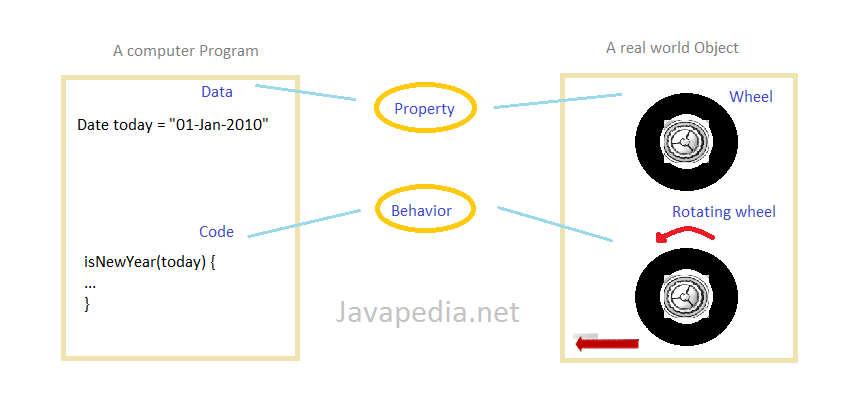 A computer Program
A real world Object
Data
Property
Wheel
Date today = "01-Jan-2010"
Behavior
Rotating wheel
Code
isNewYear(today) {
...
}
Javapedia.net